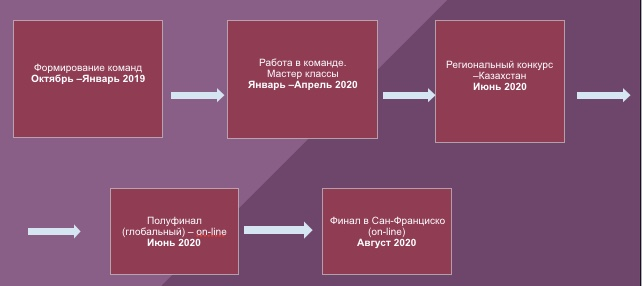 Формирование команд
Октябрь –Январь 2019
Работа в команде.
Мастер классы
Январь –Апрель 2020
Региональный конкурс
–Казахстан
Июнь 2020
Полуфинал
(глобальный) – on-line
Июнь 2020
Финал в Сан-Франциско
(on-line)
Август 2020